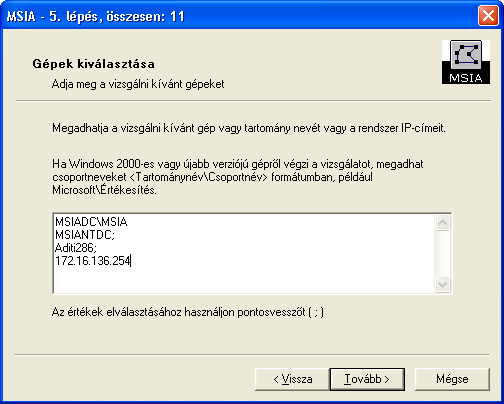 MSIA - 5. lépés, összesen: 11
Gépek kiválasztása
Adja meg a vizsgálni kívánt gépeket
MSIA
Megadhatja a vizsgálni kívánt gép vagy tartomány nevét vagy a rendszer IP-címeit.
Ha Windows 2000-es vagy újabb verziójú gépről végzi a vizsgálatot, megadhat
csoportneveket <Tartománynév\Csoportnév> formátumban, például
Microsoft\Értékesítés.
MSIADC\MSIA
MSIANTDC;
Aditi286;
172.16.136.254
Az értékek elválasztásához használjon pontosvesszőt ( ; )
< Vissza
Tovább >
Mégse